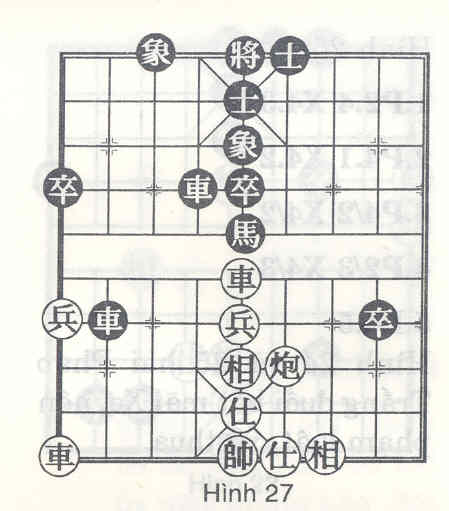 象 將 士
士
象
卒 車 卒
馬
車
兵 車 兵 卒
相 炮
仕
車 帥 仕 相
Hình 27